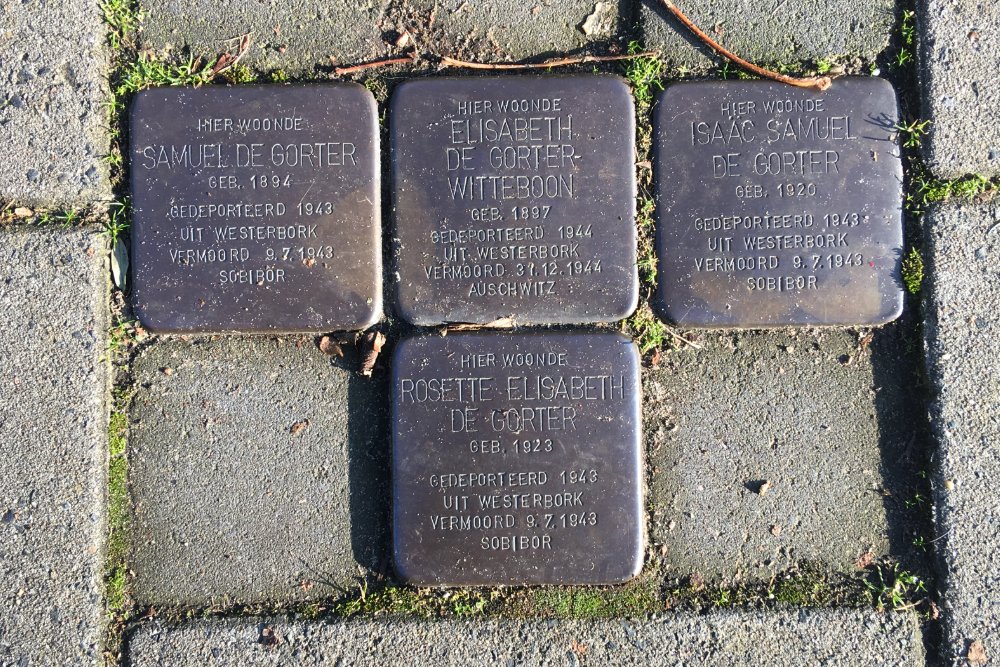 HIER WOONDE
SAMUEL DE GORTER
GEB. 1894
GEDEPORTEERD 1943
UIT WESTERBORK
VERMOORD 9.7.1943
SOBIBOR
HIER WOONDE
ELISABETH
DE GORTER-
WITTEBOON
GEB. 1897
GEDEPORTEERD 1944
UIT WESTERBORK
VERMOORD 31.12.1944
AUSCHWITZ
HIER WOONDE
ISAÄC SAMUEL
DE GORTER
GEB. 1920
GEDEPORTEERD 1943
UIT WESTERBORK
VERMOORD 9.7.1943
SOBIBOR
HIER WOONDE
ROSETTE ELISABETH
DE GORTER
GEB. 1923
GEDEPORTEERD 1943
UIT WESTERBORK
VERMOORD 9.7.1943
SOBIBOR